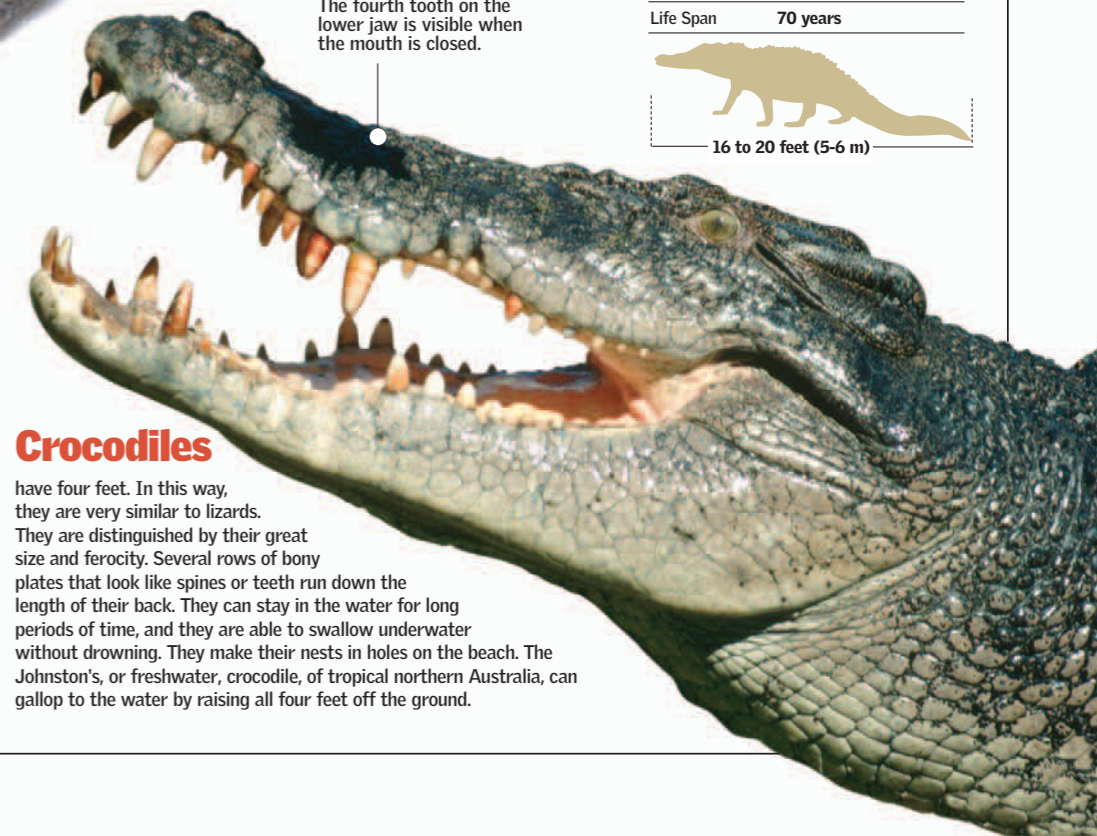 The fourth tooth on the
lower jaw is visible when
the mouth is closed.
Life Span 70 years
16 to 20 feet (5-6 m)
Crocodiles
have four feet. In this way,
they are very similar to lizards.
They are distinguished by their great
size and ferocity. Several rows of bony
plates that look like spines or teeth run down the
length of their back. They can stay in the water for long
periods of time, and they are able to swallow underwater
without drowning. They make their nests in holes on the beach. The
Johnston's, or freshwater, crocodile, of tropical northern Australia, can
gallop to the water by raising all four feet off the ground.